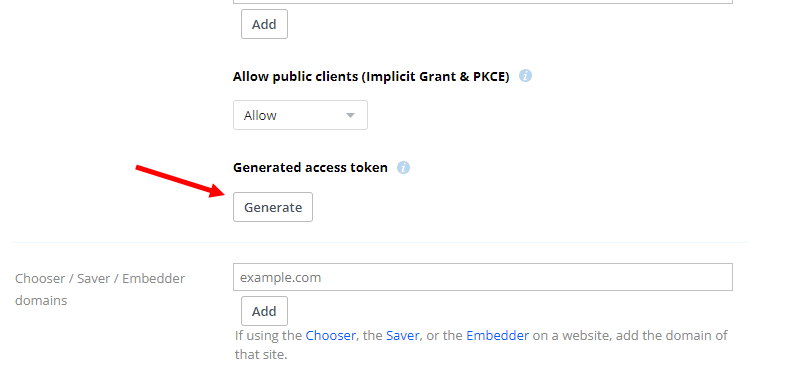 Add
Allow public clients (Implicit Grant & PKCE) i
Allow
Generated access token i
Generate
Chooser / Saver / Embedder
domains
example.com
Add
If using the Chooser, the Saver, or the Embedder on a website, add the domain of
that site.